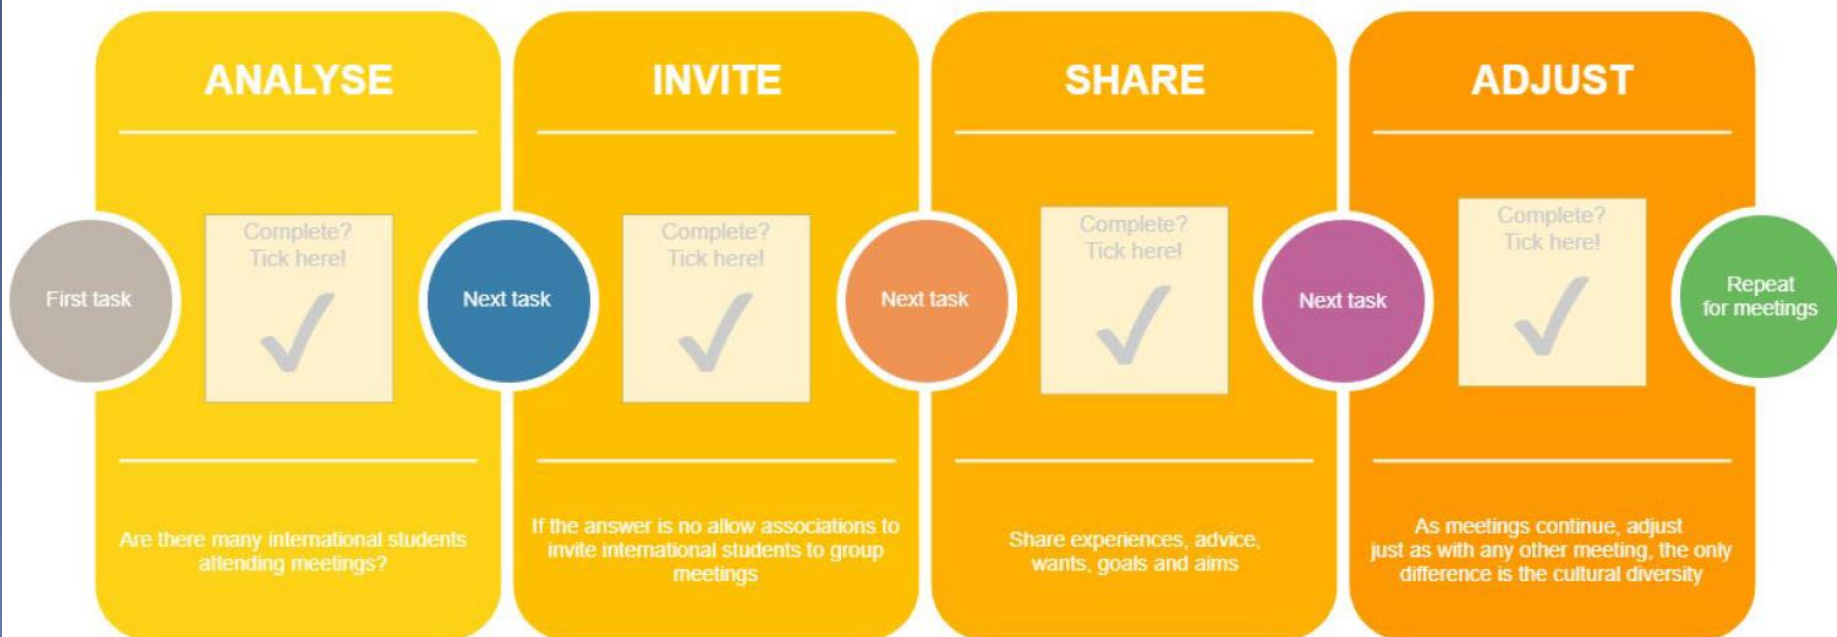 ANALYSE
INVITE
SHARE
ADJUST
First task
Complete?
Tick here!
Next task
Complete?
Tick here!
Next task
Complete?
Tick here!
Next task
Complete?
Tick here!
Repeat
for meetings
Are there many international students
attending meetings?
If the answer is no allow associations to
invite international students to group
meetings
Share experiences, advice,
wants, goals and aims
As meetings continue, adjust
just as with any other meeting, the only
difference is the cultural diversity